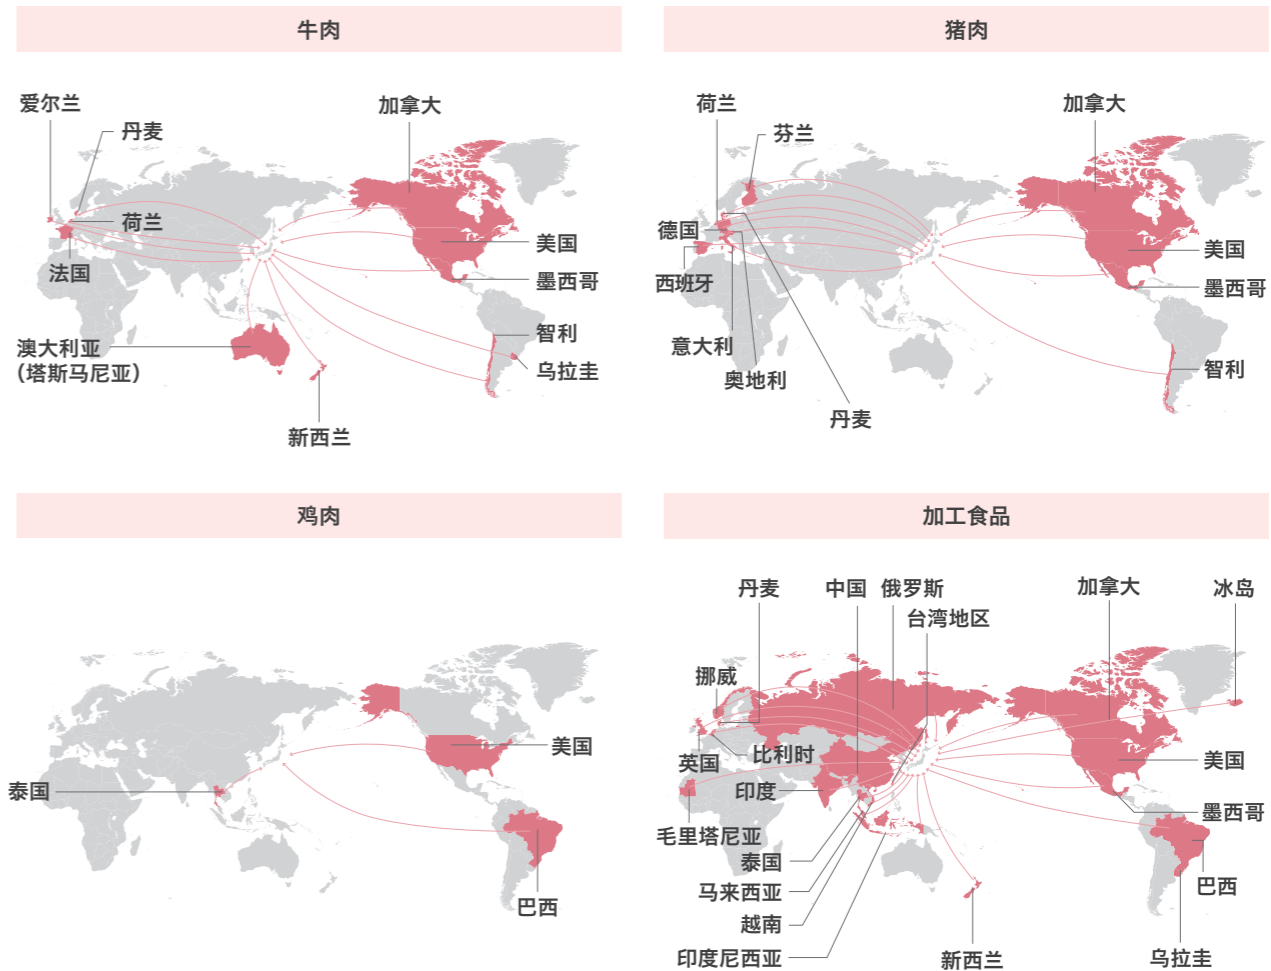 牛肉
爱尔兰
丹麦
加拿大
荷兰
法国
美国
墨西哥
智利
乌拉圭
澳大利亚
（塔斯马尼亚）
新西兰
猪肉
荷兰
芬兰
加拿大
德国
西班牙
美国
墨西哥
意大利
奥地利
智利
丹麦
鸡肉
美国
泰国
巴西
加工食品
丹麦
中国
俄罗斯
台湾地区
加拿大
冰岛
挪威
英国
比利时
美国
印度
毛里塔尼亚
墨西哥
泰国
马来西亚
巴西
越南
印度尼西亚
新西兰
乌拉圭